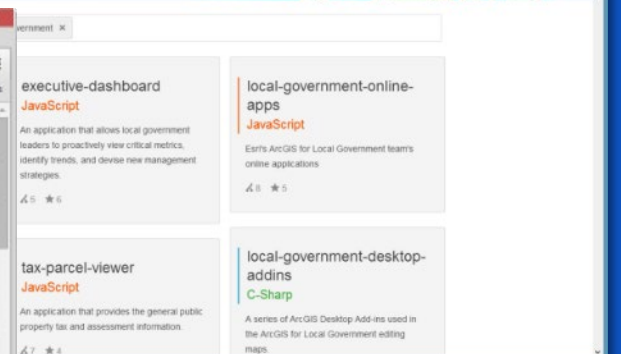 vernment ×
executive-dashboard
JavaScript
An application that allows local government
leaders to proactively view critical metrics,
identify trends, and devise new management
strategies.
5 ★ 6
local-government-online-
apps
JavaScript
Esri's ArcGIS for Local Government team's
online applications
8 ★ 5
tax-parcel-viewer
JavaScript
An application that provides the general public
property tax and assessment information.
7 ★ 4
local-government-desktop-
addins
C-Sharp
A series of ArcGIS Desktop Add-ins used in
the ArcGIS for Local Government editing
maps.